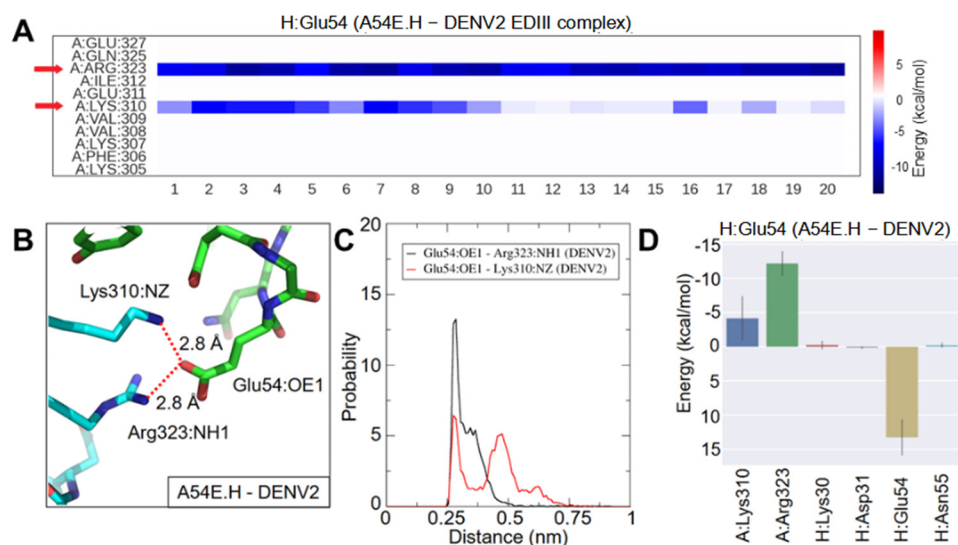 H:Glu54 (A54E.H − DENV2 EDIII complex)
A
A:GLU:327
A:GLN:325
A:ARG:323
A:ILE:312
A:GLU:311
A:LYS:310
A:VAL:309
A:VAL:308
A:LYS:307
A:PHE:306
A:LYS:305
1 2 3 4 5 6 7 8 9 10 11 12 13 14 15 16 17 18 19 20
5
0
-5
-10
Energy (kcal/mol)
B
Lys310:NZ
2.8 Å
Glu54:OE1
2.8 Å
Arg323:NH1
A54E.H - DENV2
C
20
15
10
5
0
Probability
Glu54:OE1 - Arg323:NH1 (DENV2)
Glu54:OE1 - Lys310:NZ (DENV2)
0 0.25 0.5 0.75 1
Distance (nm)
D
H:Glu54 (A54E.H − DENV2)
-15
-10
-5
0
5
10
15
Energy (kcal/mol)
A:Lys310
A:Arg323
H:Lys30
H:Asp31
H:Glu54
H:Asn55